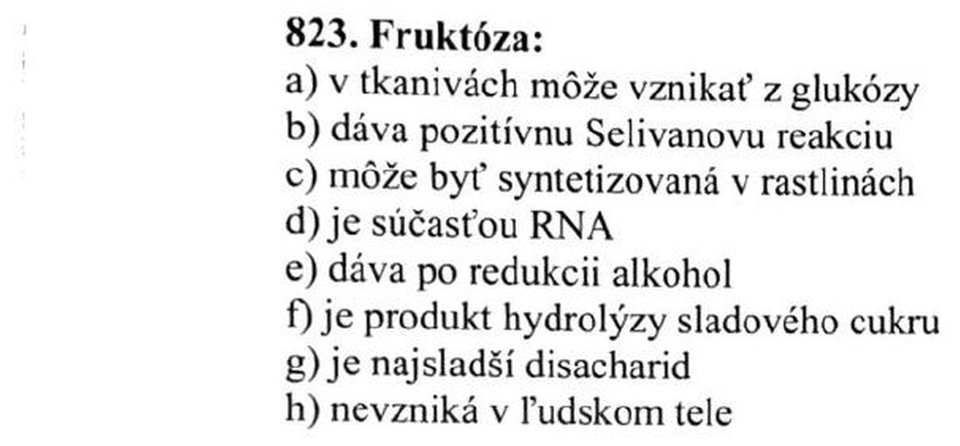 823. Fruktóza:
a) v tkanivách môže vznikať z glukózy
b) dáva pozitívnu Selivanovu reakciu
c) môže byť syntetizovaná v rastlinách
d) je súčasťou RNA
e) dáva po redukcii alkohol
f) je produkt hydrolýzy sladového cukru
g) je najsladší disacharid
h) nevzniká v ľudskom tele